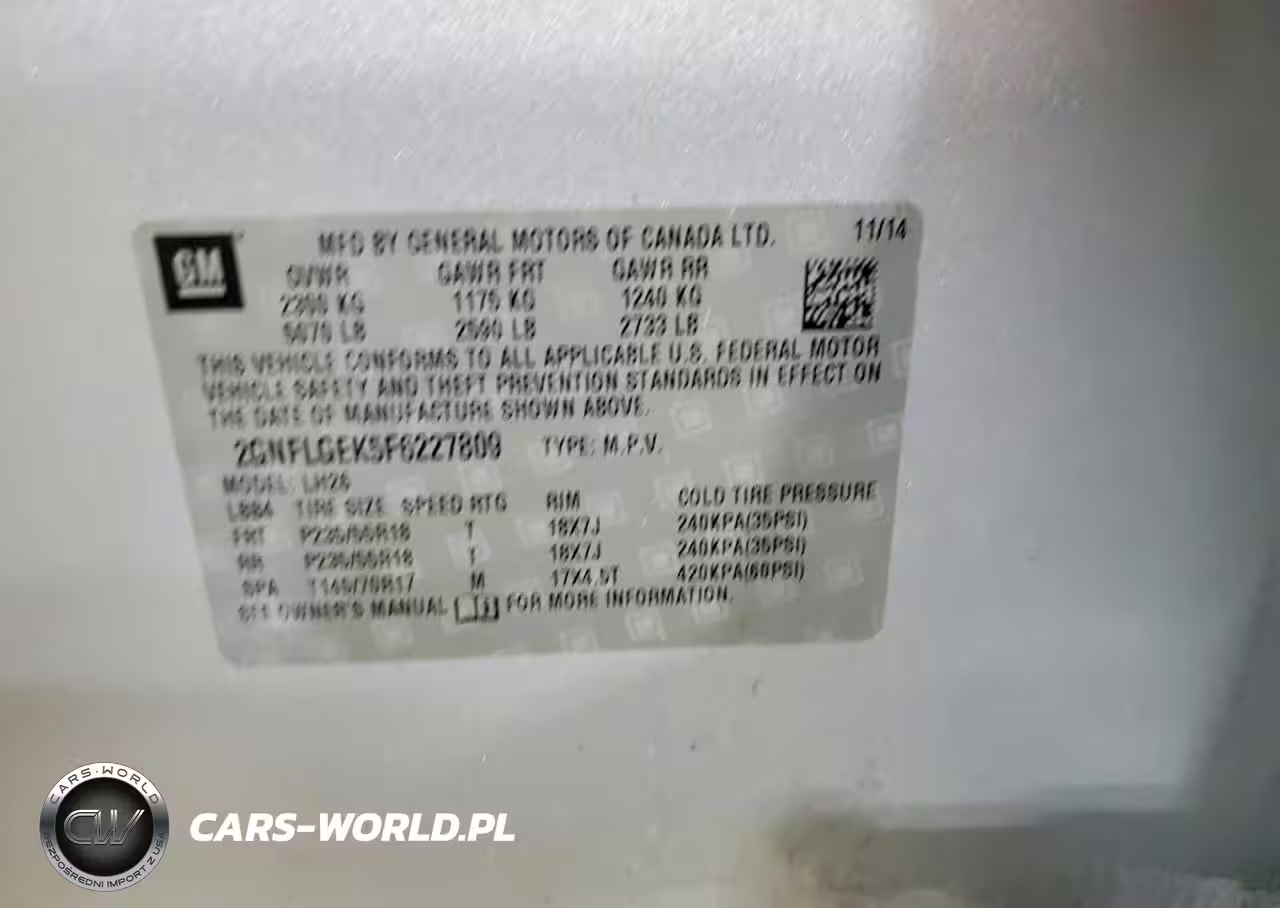 GM
MFD BY GENERAL MOTORS OF CANADA LTD. 11/14
GVWR GAWR FRT GAWR RR
2300 KG 1175 KG 1240 KG
5070 LB 2590 LB 2733 LB
THIS VEHICLE CONFORMS TO ALL APPLICABLE U.S. FEDERAL MOTOR
VEHICLE SAFETY AND THEFT PREVENTION STANDARDS IN EFFECT ON
THE DATE OF MANUFACTURE SHOWN ABOVE.
2GNFLGEK5F6227809 TYPE: M.P.V.
MODEL: LH26
TIRE SIZE SPEED RTG RIM COLD TIRE PRESSURE
FRT P235/55R18 T 18X7J 240KPA(35PSI)
RR P235/55R18 T 18X7J 240KPA(35PSI)
SPA T145/70R17 M 17X4.5T 420KPA(60PSI)
SEE OWNER'S MANUAL FOR MORE INFORMATION.
CARS-WORLD
CW
BEZPOŚREDNI IMPORT Z USA
CARS-WORLD.PL